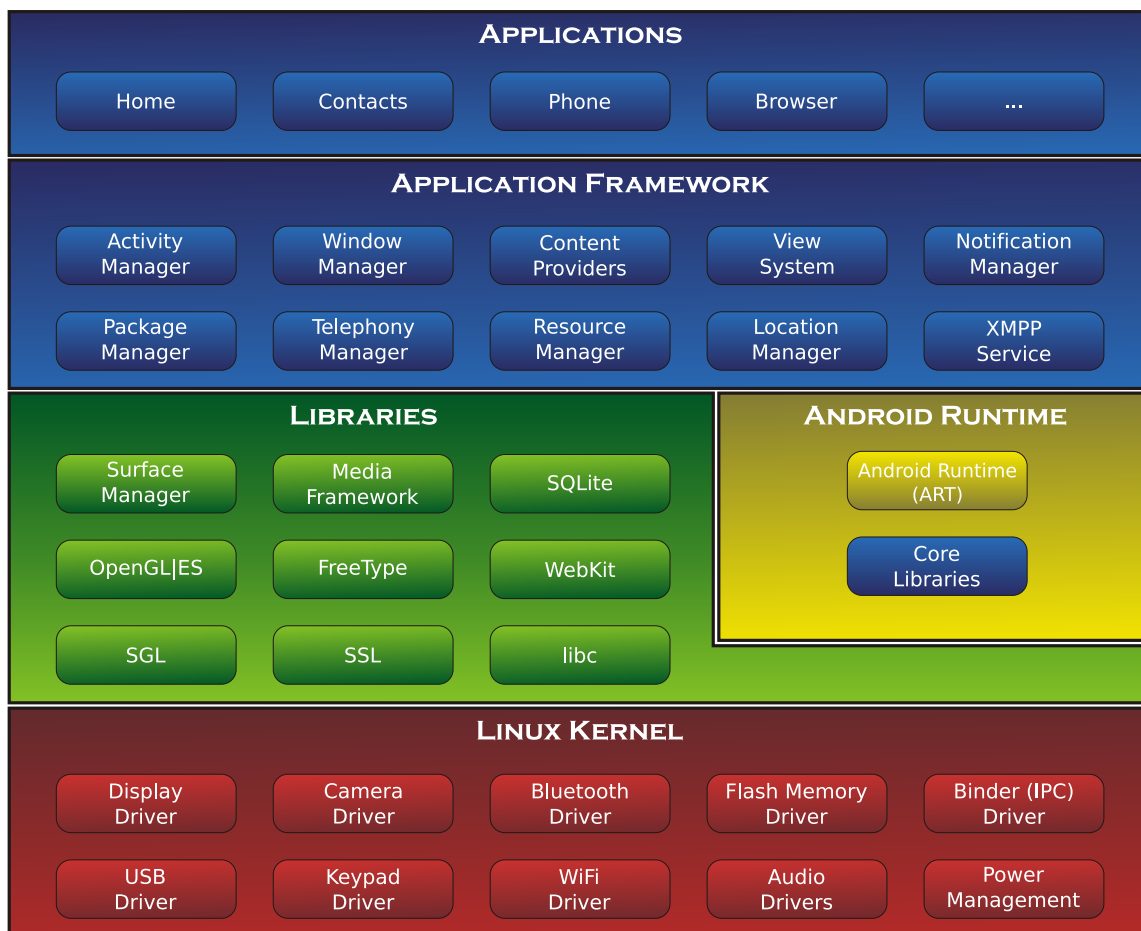 APPLICATIONS
Home
Contacts
Phone
Browser
...
APPLICATION FRAMEWORK
Activity
Manager
Window
Manager
Content
Providers
View
System
Notification
Manager
Package
Manager
Telephony
Manager
Resource
Manager
Location
Manager
XMPP
Service
LIBRARIES
Surface
Manager
Media
Framework
SQLite
OpenGL|ES
FreeType
WebKit
SGL
SSL
libc
ANDROID RUNTIME
Android Runtime
(ART)
Core
Libraries
LINUX KERNEL
Display
Driver
Camera
Driver
Bluetooth
Driver
Flash Memory
Driver
Binder (IPC)
Driver
USB
Driver
Keypad
Driver
WiFi
Driver
Audio
Drivers
Power
Management